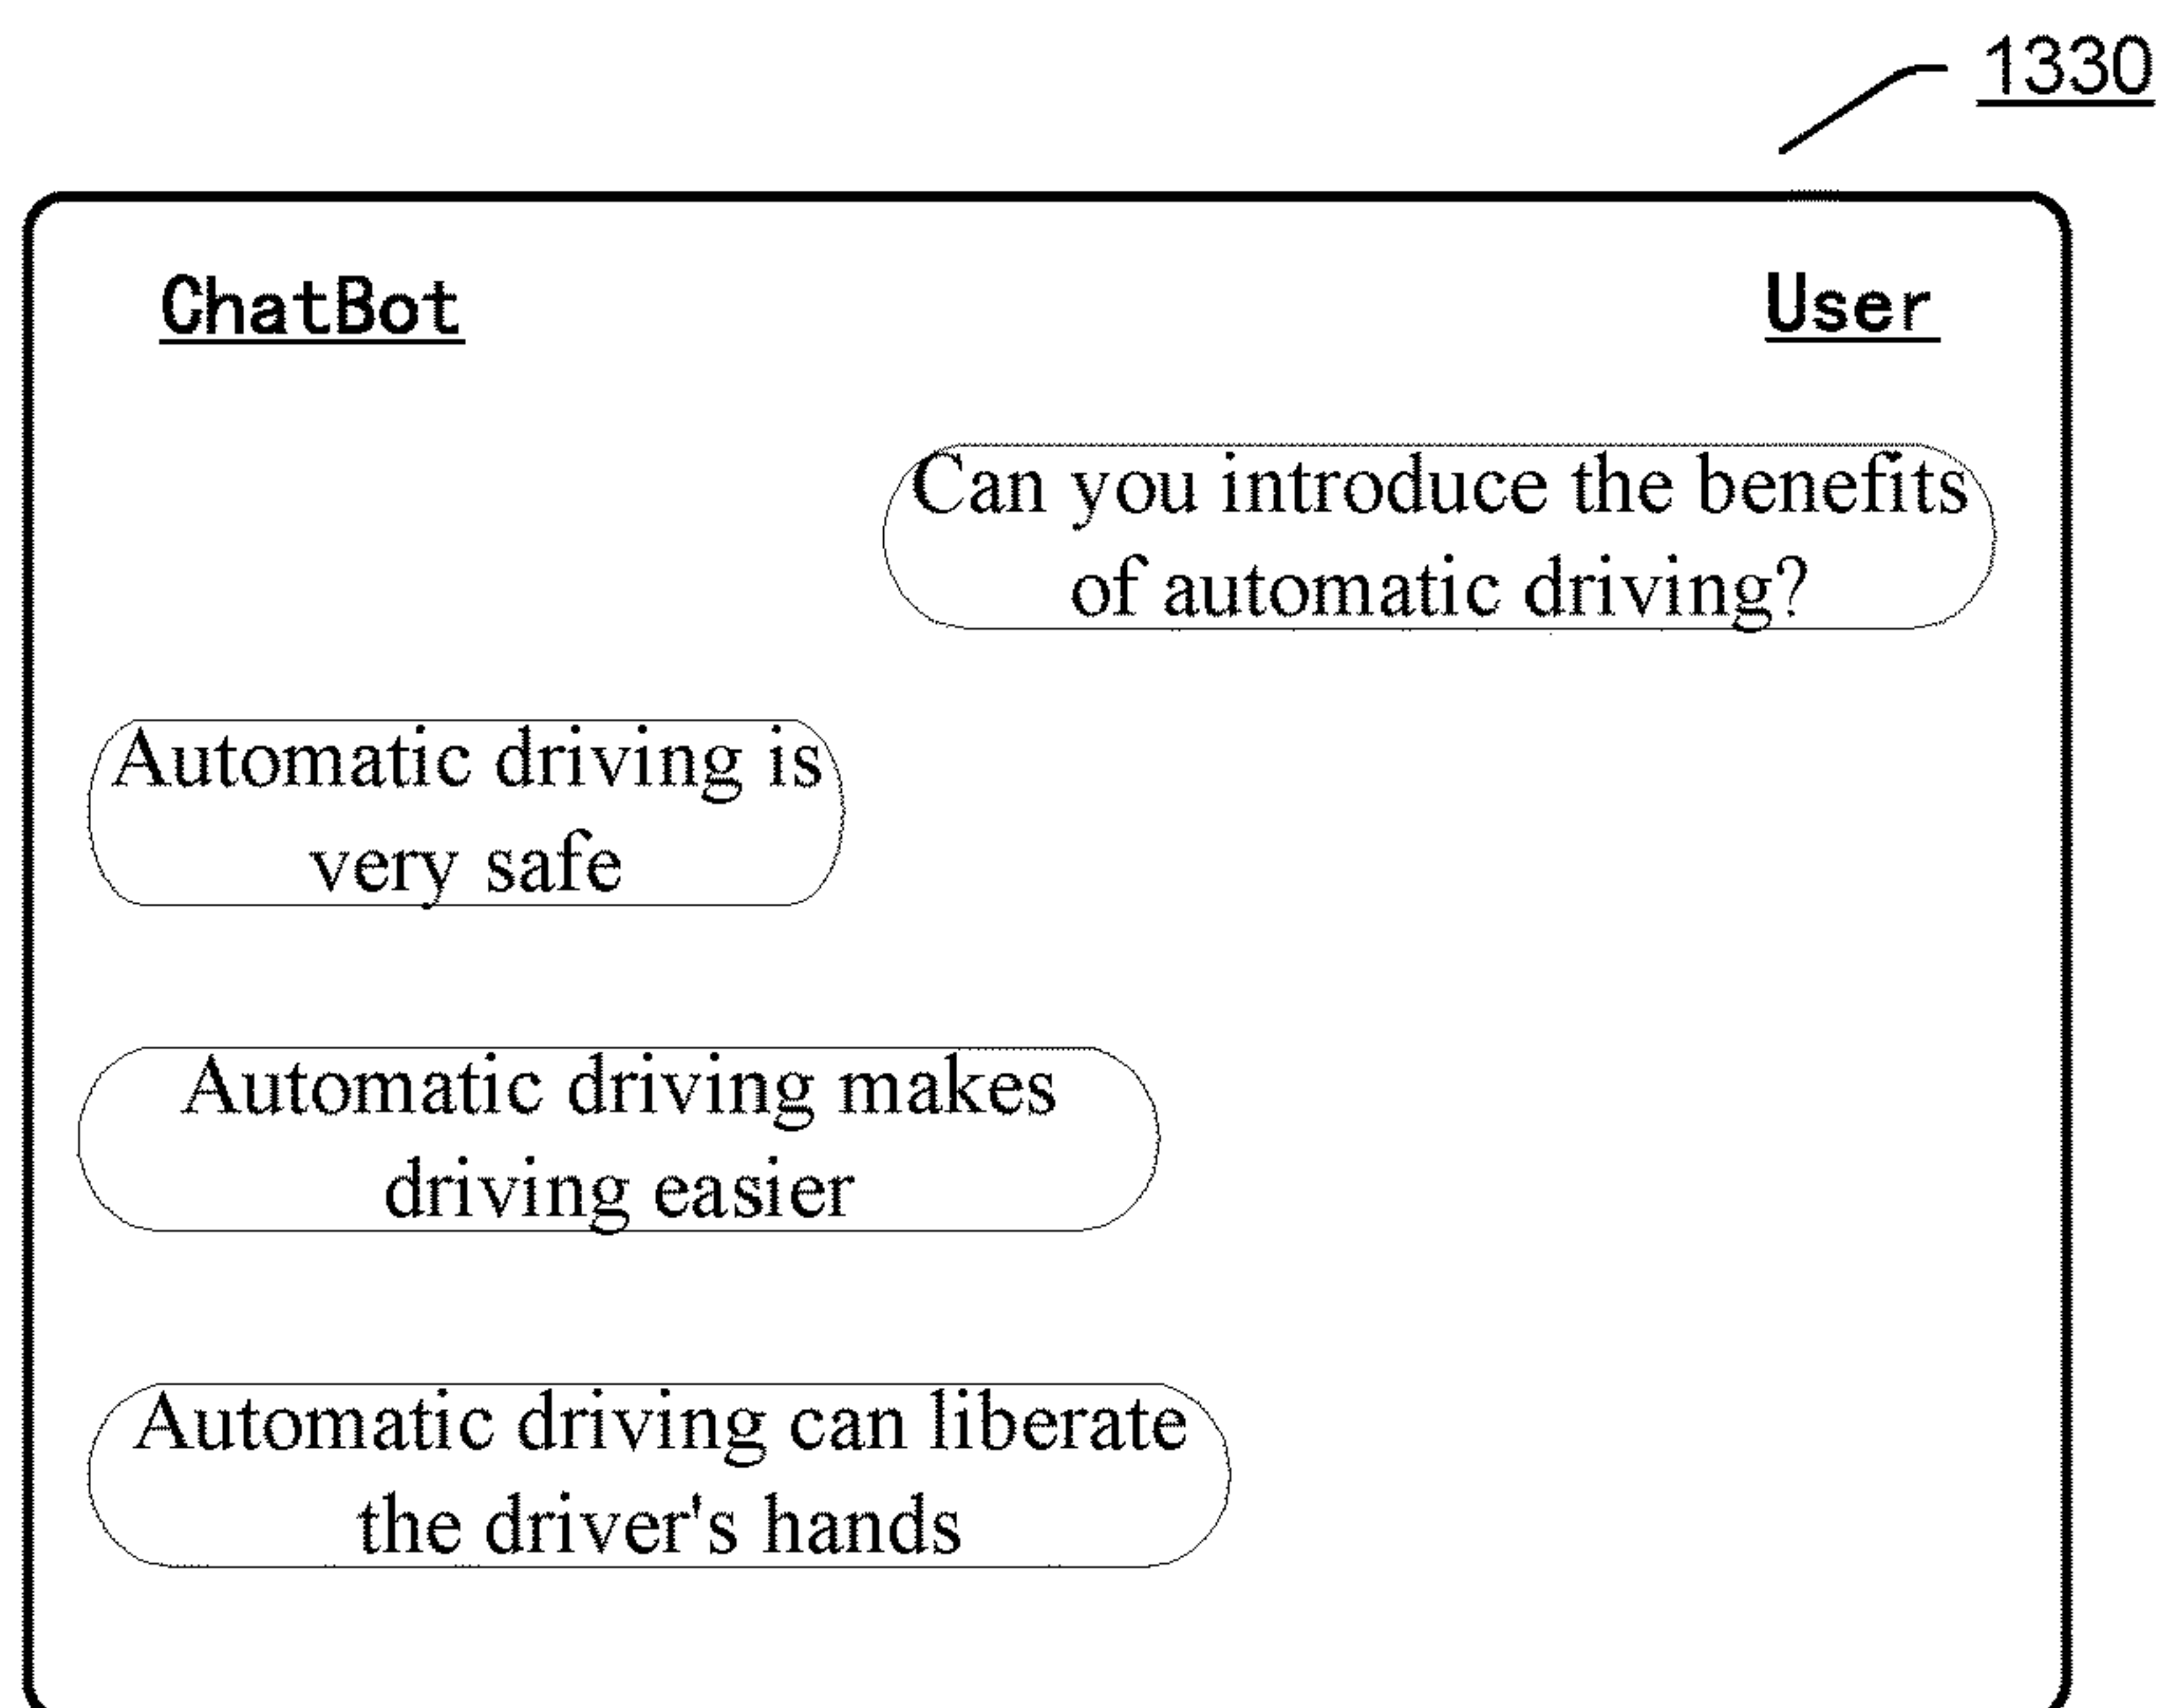 1330
ChatBot
User
Can you introduce the benefits
of automatic driving?
Automatic driving is
very safe
Automatic driving makes
driving easier
Automatic driving can liberate
the driver's hands